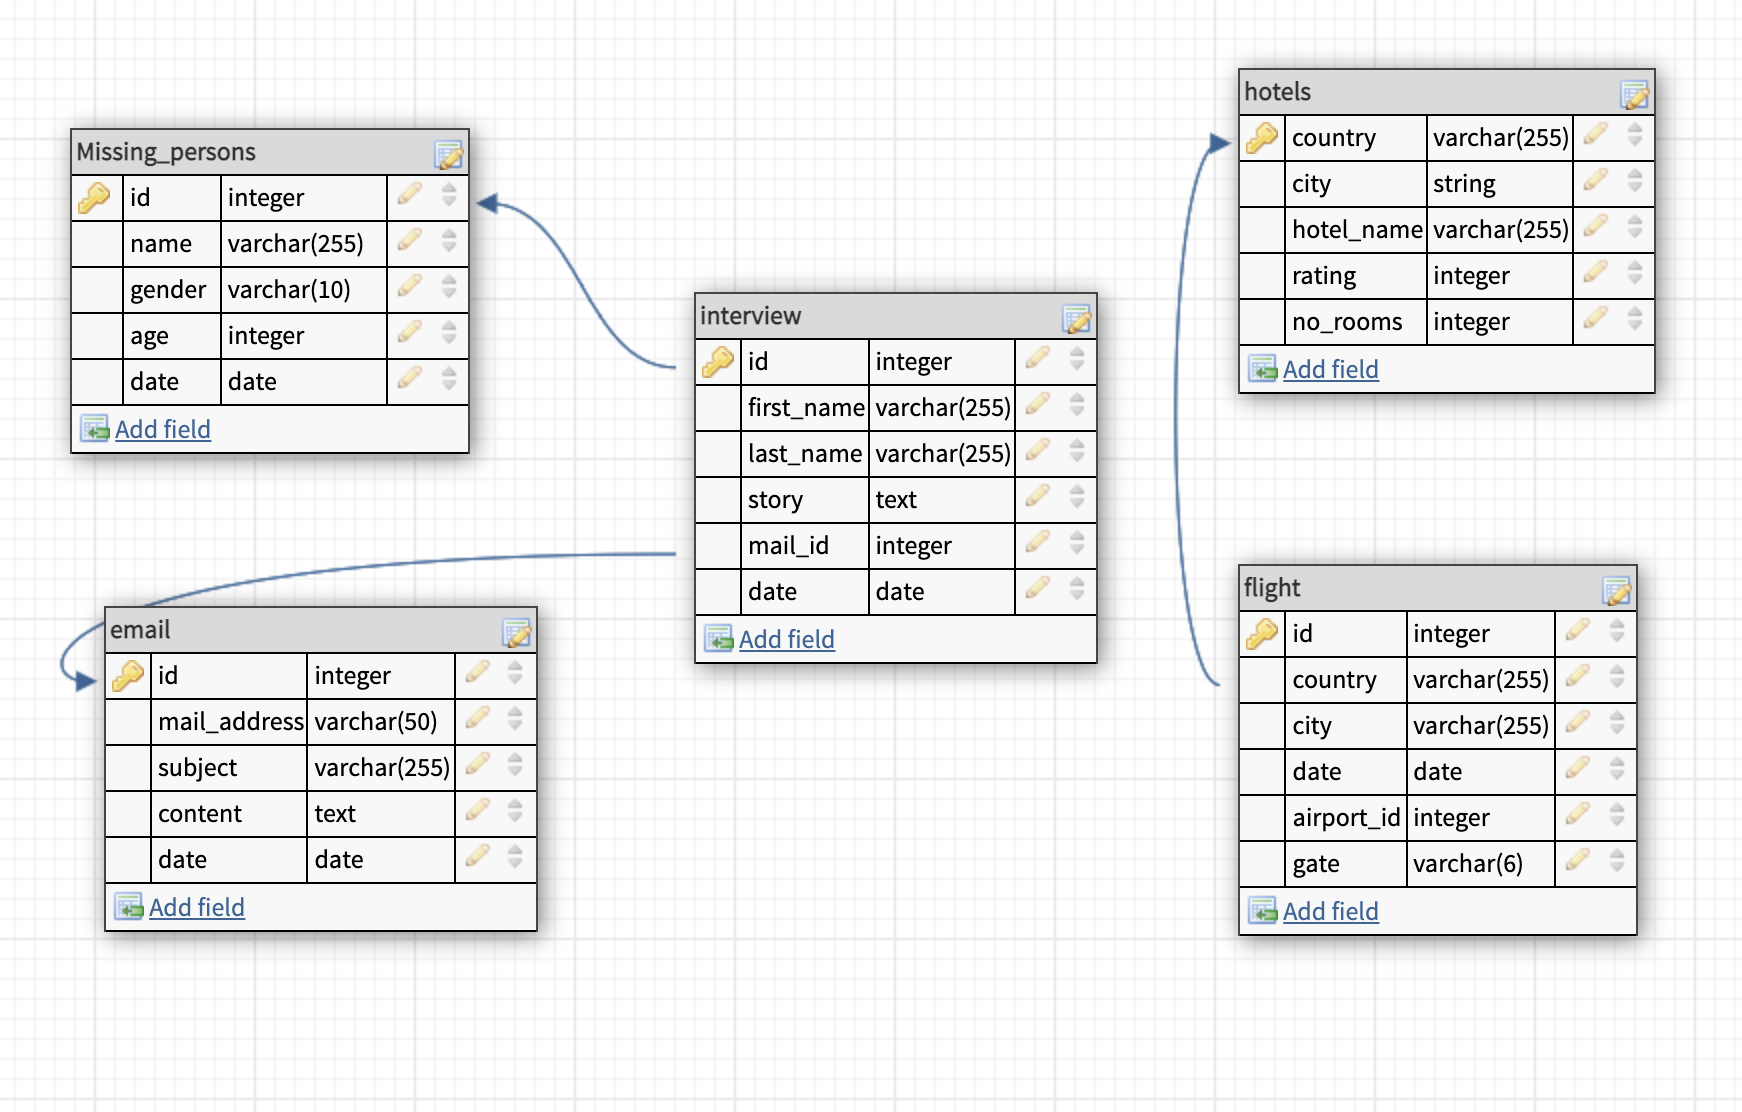 Missing_persons
id integer
name varchar(255)
gender varchar(10)
age integer
date date
Add field
interview
id integer
first_name varchar(255)
last_name varchar(255)
story text
mail_id integer
date date
Add field
email
id integer
mail_address varchar(50)
subject varchar(255)
content text
date date
Add field
hotels
country varchar(255)
city string
hotel_name varchar(255)
rating integer
no_rooms integer
Add field
flight
id integer
country varchar(255)
city varchar(255)
date date
airport_id integer
gate varchar(6)
Add field